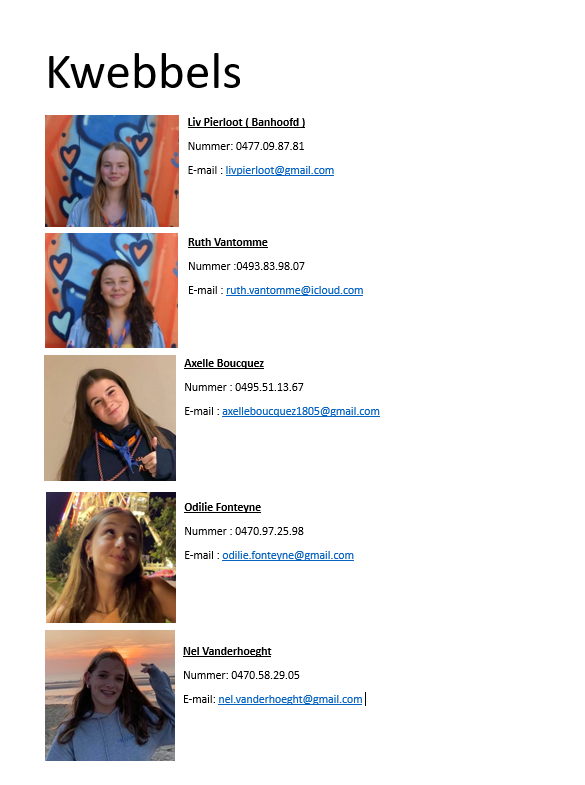 Kwebbels
Liv Pierloot ( Banhoofd )
Nummer: 0477.09.87.81
E-mail : livpierloot@gmail.com
Ruth Vantomme
Nummer :0493.83.98.07
E-mail : ruth.vantomme@icloud.com
Axelle Boucquez
Nummer : 0495.51.13.67
E-mail : axelleboucquez1805@gmail.com
Odilie Fonteyne
Nummer : 0470.97.25.98
E-mail : odilie.fonteyne@gmail.com
Nel Vanderhoeght
Nummer: 0470.58.29.05
E-mail: nel.vanderhoeght@gmail.com